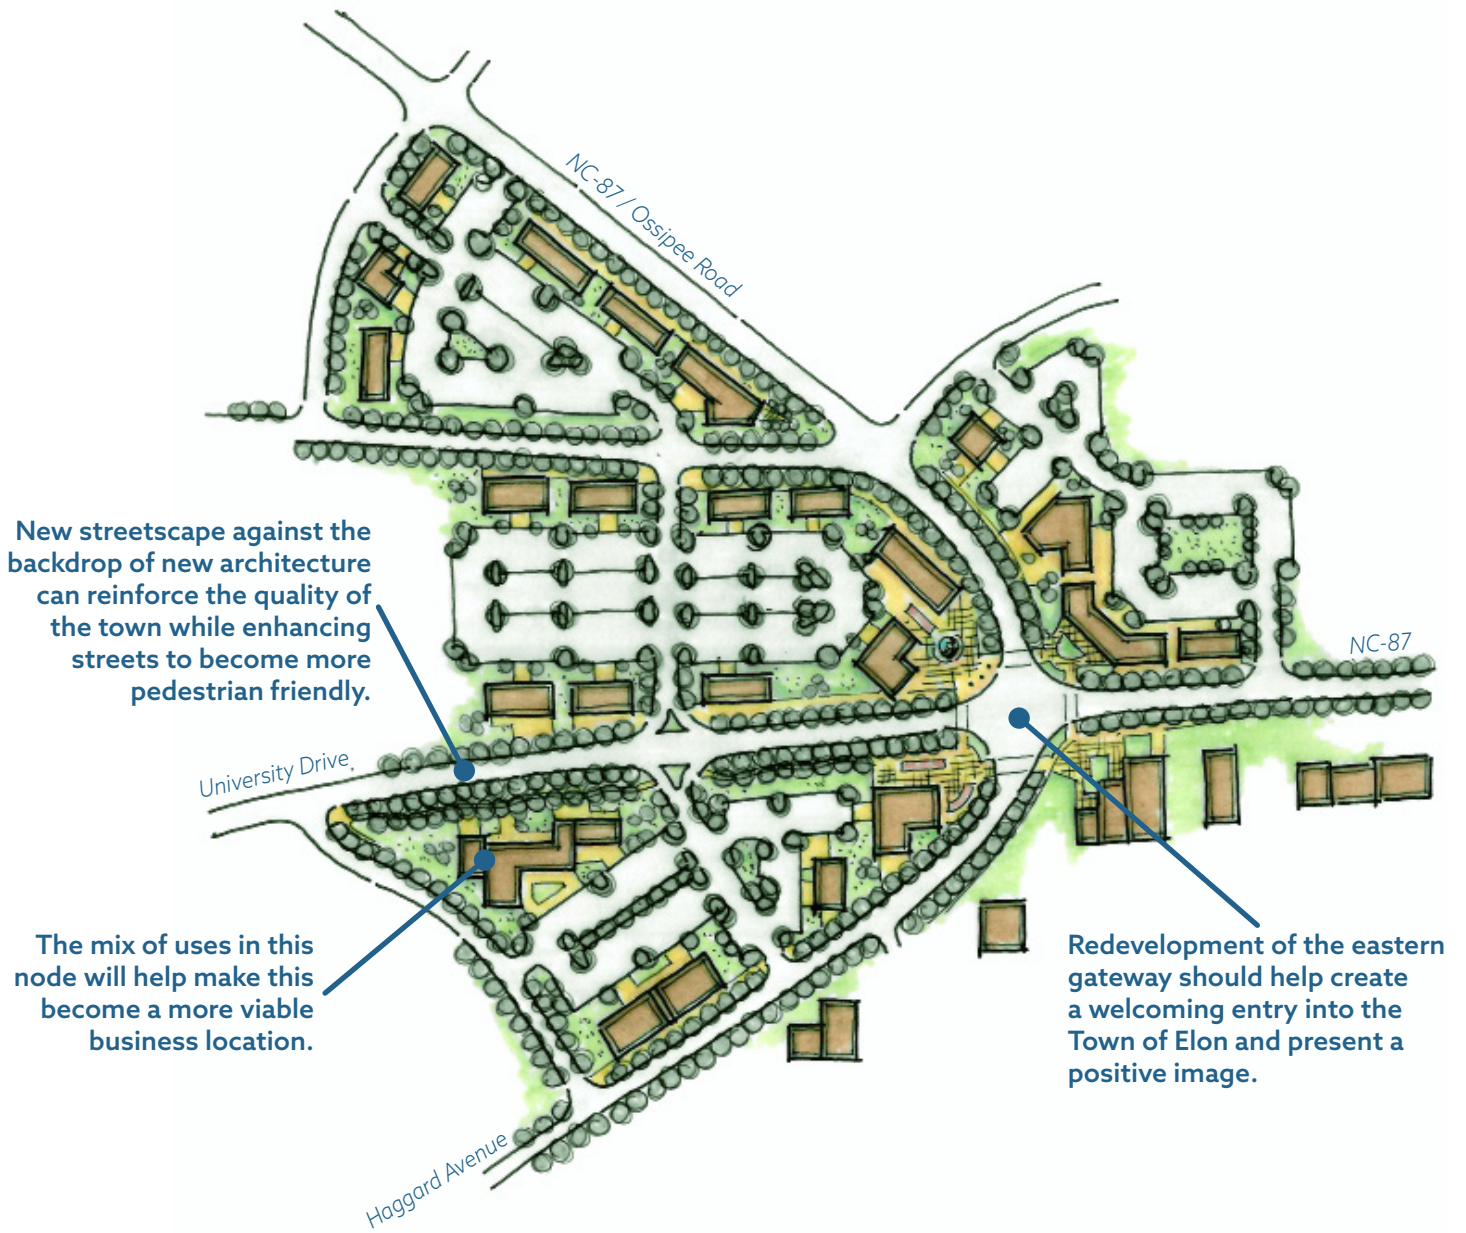 NC-87 / Ossipee Road
New streetscape against the
backdrop of new architecture
can reinforce the quality of
the town while enhancing
streets to become more
pedestrian friendly.
NC-87
University Drive
The mix of uses in this
node will help make this
become a more viable
business location.
Redevelopment of the eastern
gateway should help create
a welcoming entry into the
Town of Elon and present a
positive image.
Haggard Avenue